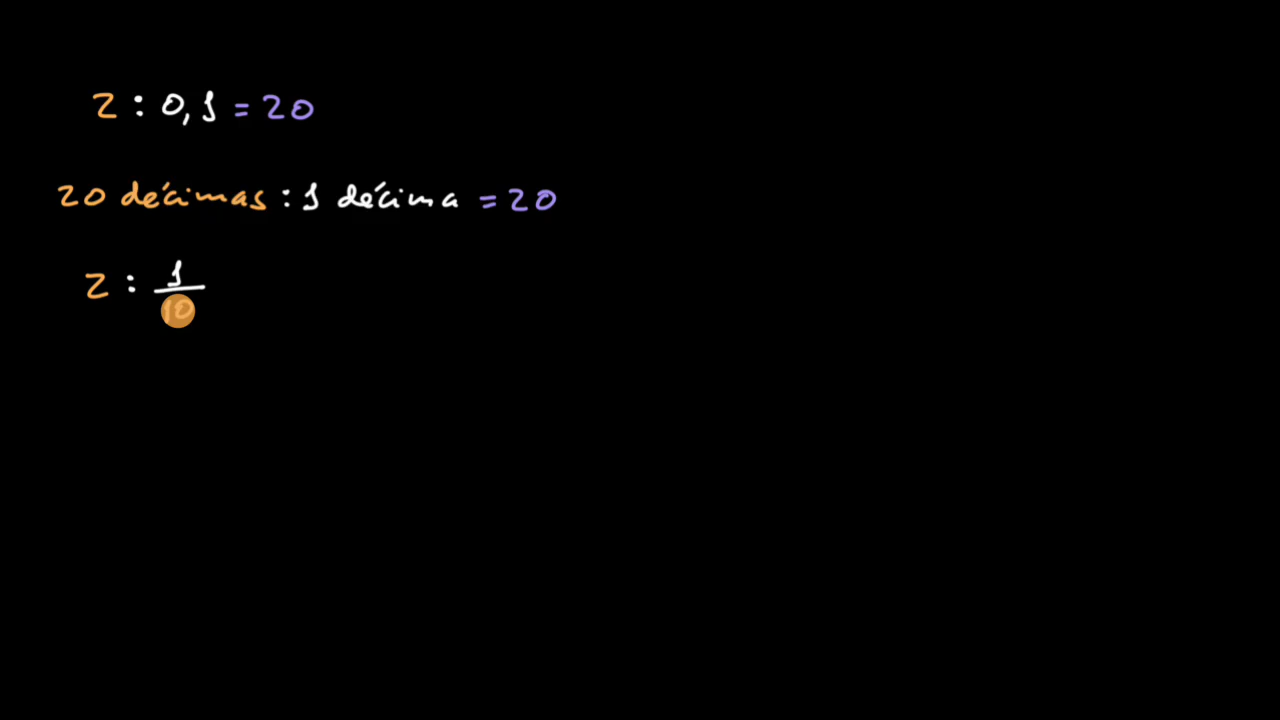 2 : 0,1 = 20
20 décimas : 1 décima = 20
2 : 1/10